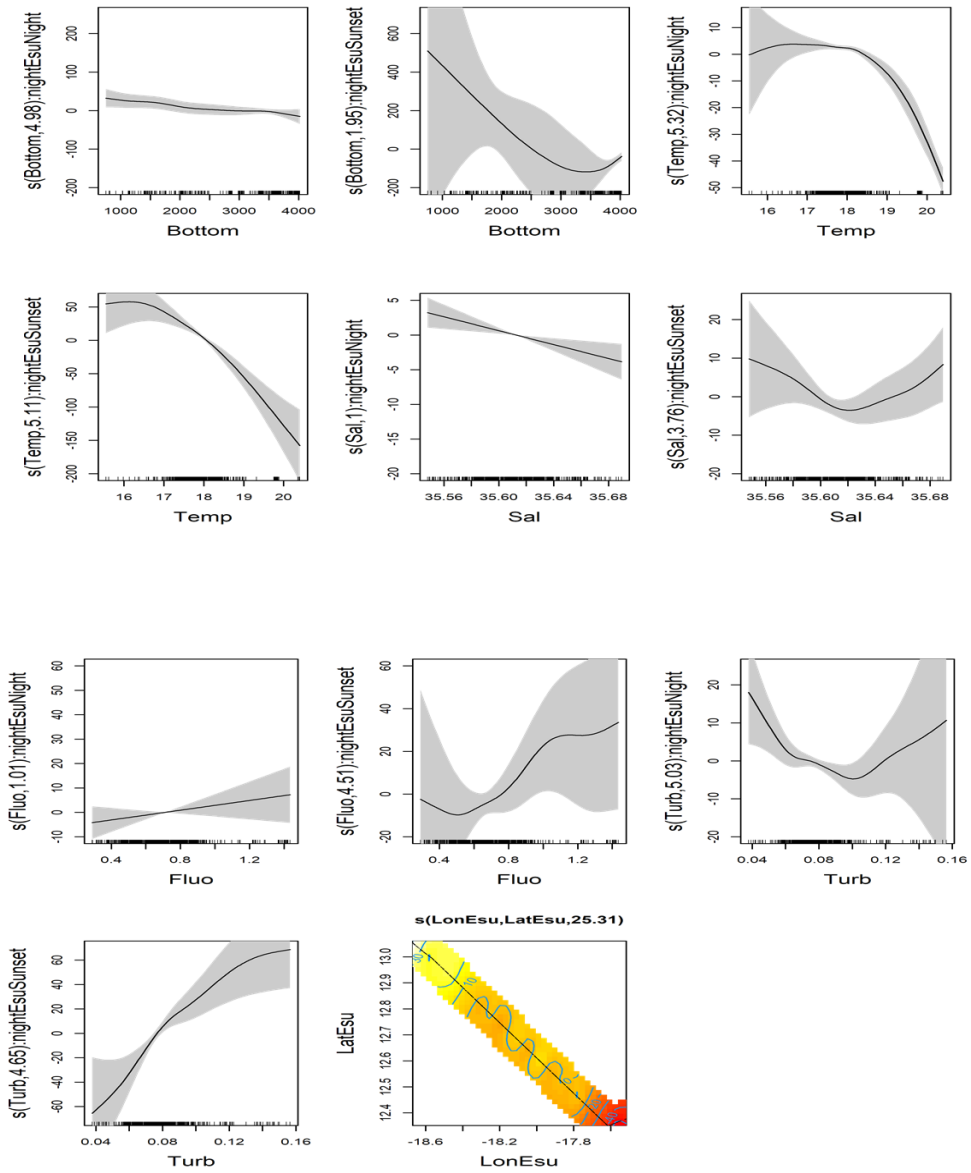 s(Bottom,4.98):nightEsuNight
200
100
0
-100
-200
1000 2000 3000 4000
Bottom
s(Bottom,1.95):nightEsuSunset
600
400
200
0
-200
1000 2000 3000 4000
Bottom
s(Temp,5.32):nightEsuNight
10
0
-10
-20
-30
-40
-50
16 17 18 19 20
Temp
s(Temp,5.11):nightEsuSunset
50
0
-50
-100
-150
-200
16 17 18 19 20
Temp
s(Sal,1):nightEsuNight
5
0
-5
-10
-15
-20
35.56 35.60 35.64 35.68
Sal
s(Sal,3.76):nightEsuSunset
20
10
0
-10
-20
35.56 35.60 35.64 35.68
Sal
s(Fluo,1.01):nightEsuNight
60
50
40
30
20
10
0
-10
0.4 0.8 1.2
Fluo
s(Fluo,4.51):nightEsuSunset
60
40
20
0
-20
0.4 0.8 1.2
Fluo
s(Turb,5.03):nightEsuNight
20
10
0
-10
-20
0.04 0.08 0.12 0.16
Turb
s(Turb,4.65):nightEsuSunset
60
40
20
0
-20
-40
-60
0.04 0.08 0.12 0.16
Turb
s(LonEsu,LatEsu,25.31)
LatEsu
13.0
12.9
12.8
12.7
12.6
12.5
12.4
-18.6 -18.2 -17.8
LonEsu